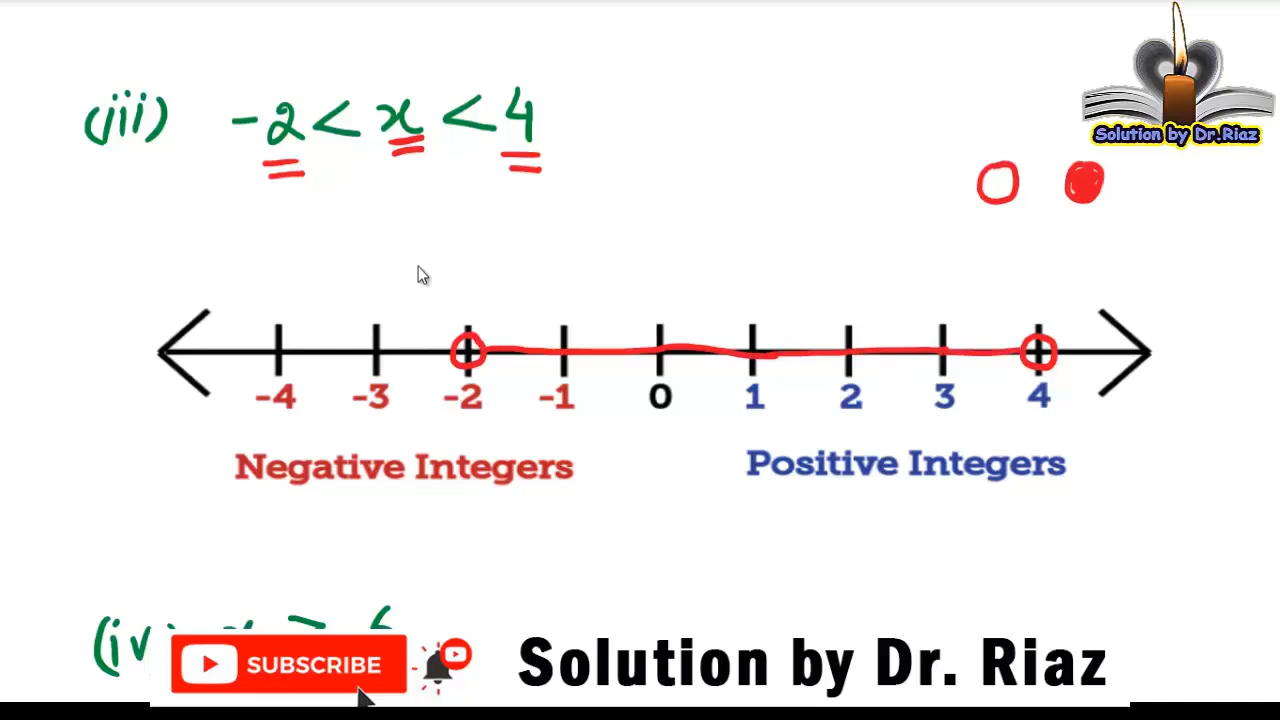 Solution by Dr.Riaz
(iii) -2 < x < 4
-4 -3 -2 -1 0 1 2 3 4
Negative Integers Positive Integers
(iv)
SUBSCRIBE
Solution by Dr. Riaz